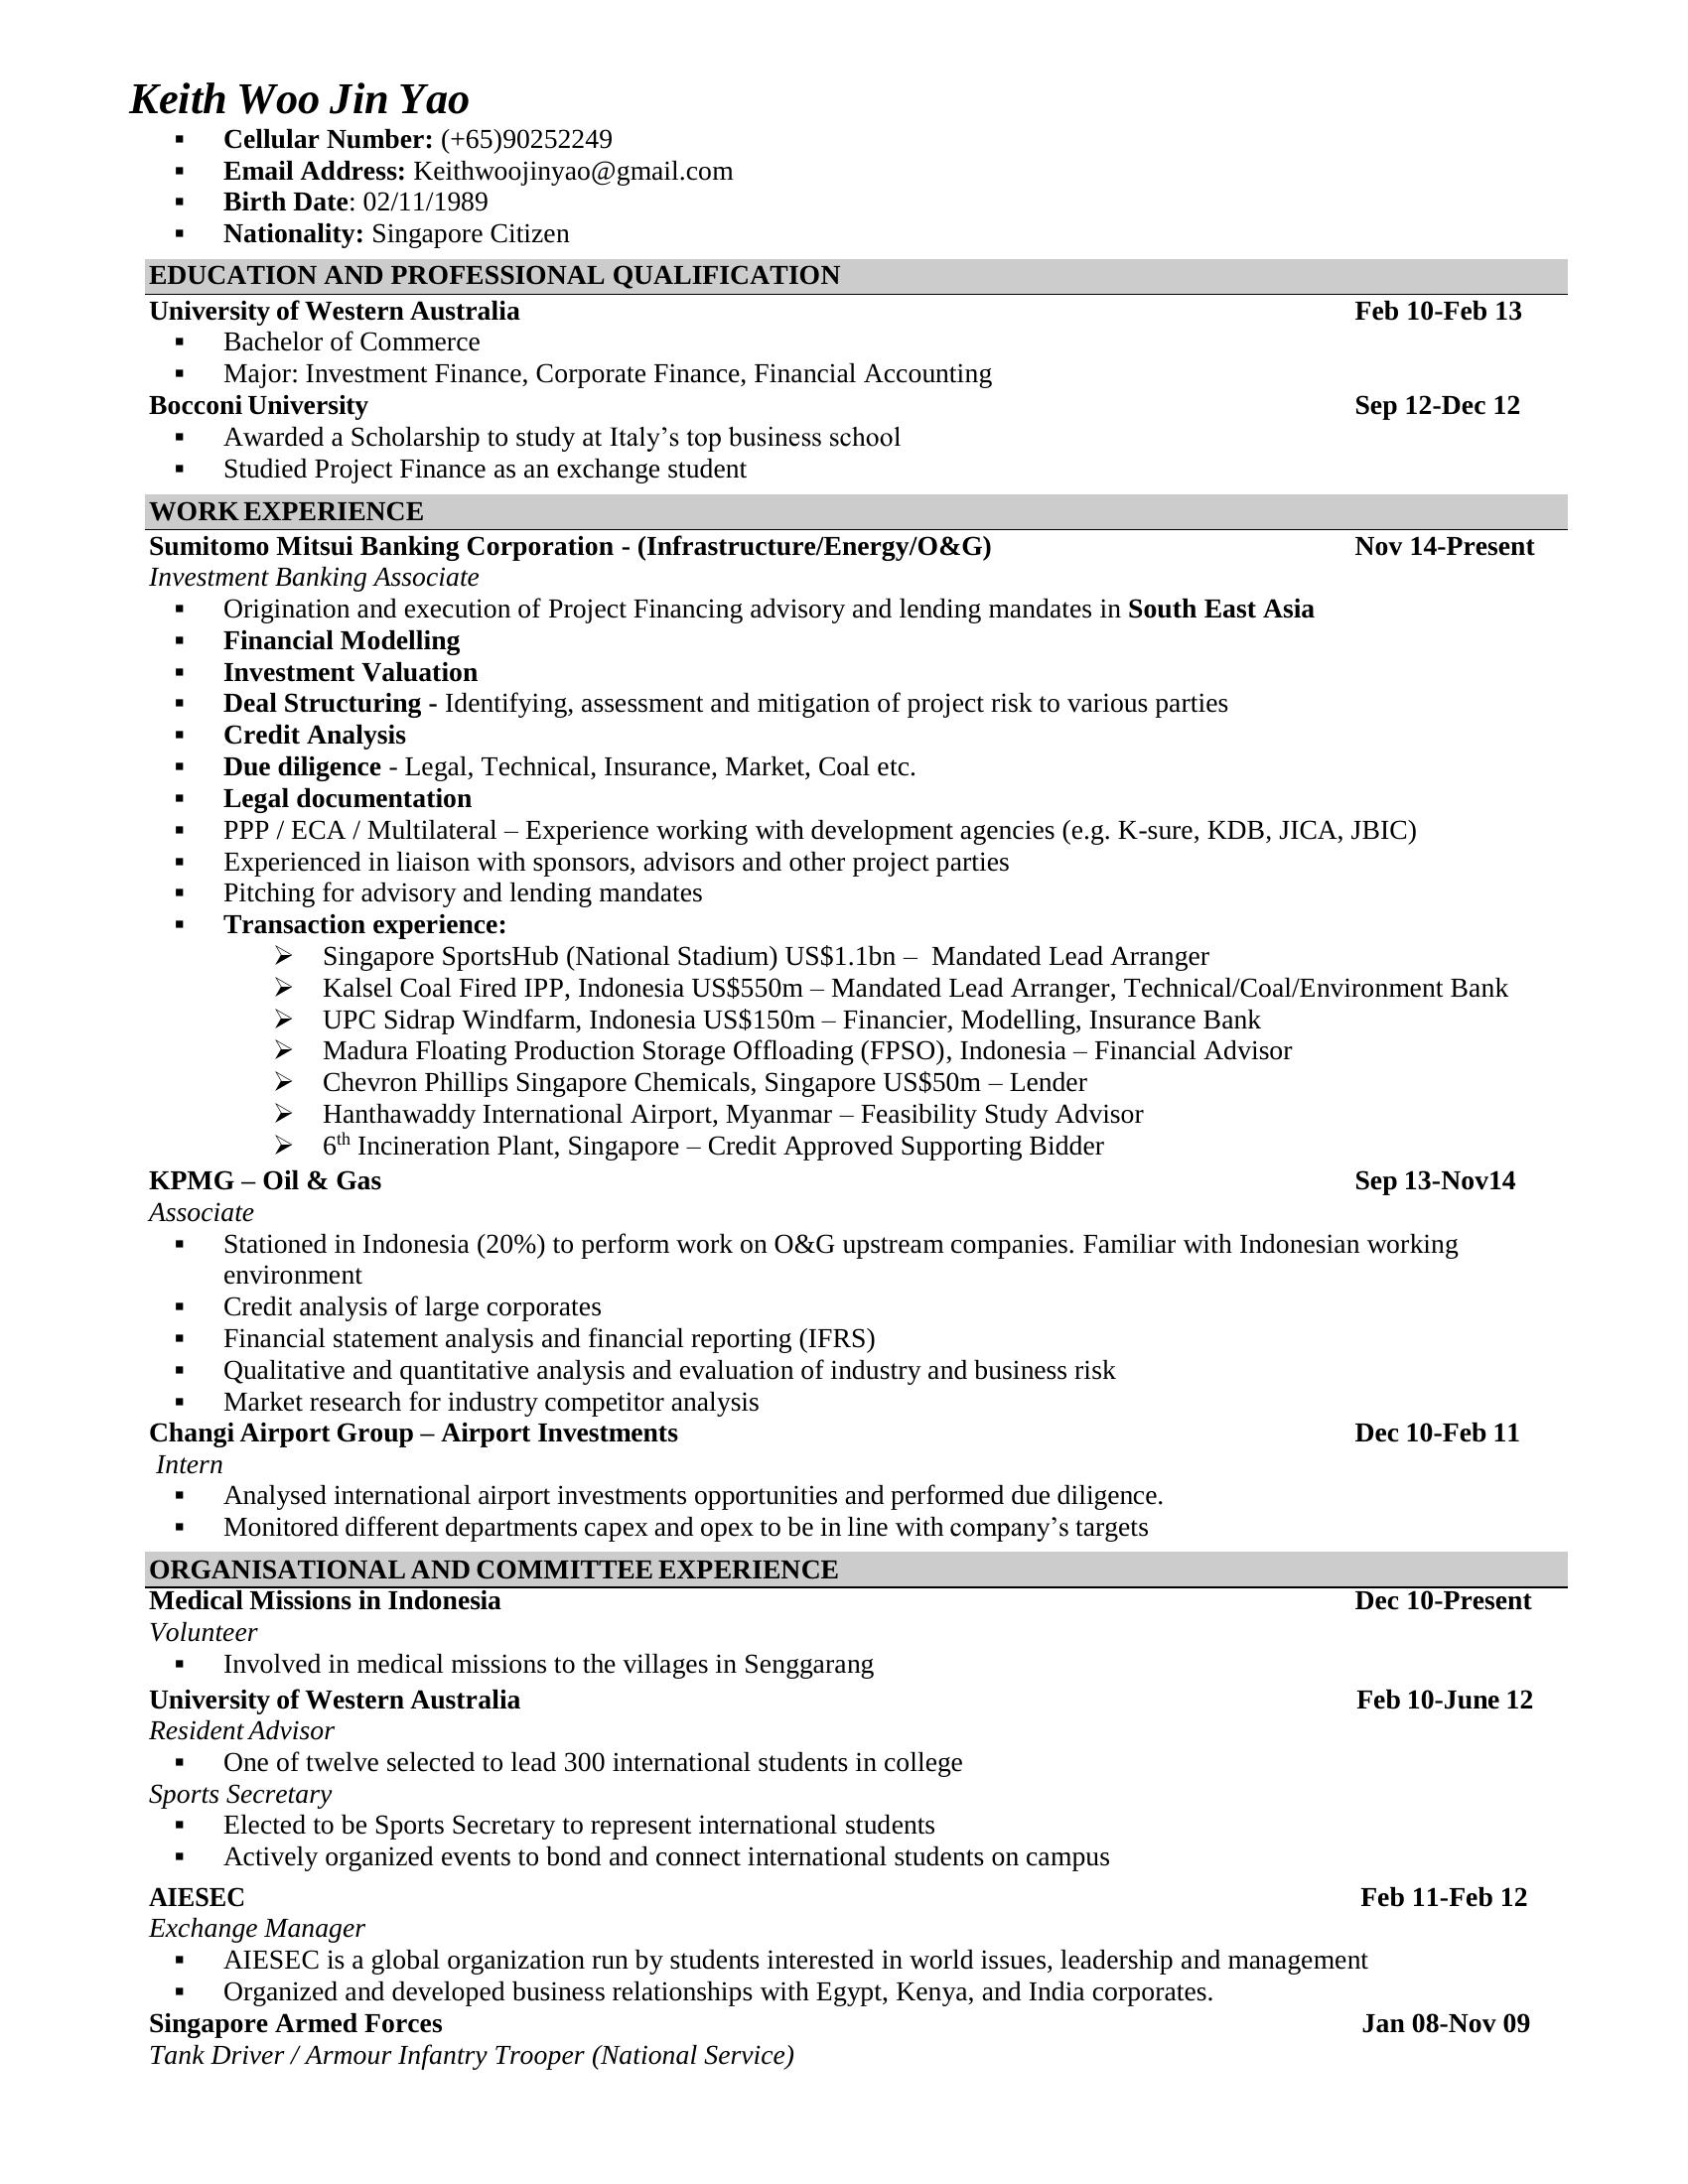 Keith Woo Jin Yao
▪ Cellular Number: (+65)90252249
▪ Email Address: Keithwoojinyao@gmail.com
▪ Birth Date: 02/11/1989
▪ Nationality: Singapore Citizen
EDUCATION AND PROFESSIONAL QUALIFICATION
University of Western Australia Feb 10-Feb 13
▪ Bachelor of Commerce
▪ Major: Investment Finance, Corporate Finance, Financial Accounting
Bocconi University Sep 12-Dec 12
▪ Awarded a Scholarship to study at Italy’s top business school
▪ Studied Project Finance as an exchange student
WORK EXPERIENCE
Sumitomo Mitsui Banking Corporation - (Infrastructure/Energy/O&G) Nov 14-Present
Investment Banking Associate
▪ Origination and execution of Project Financing advisory and lending mandates in South East Asia
▪ Financial Modelling
▪ Investment Valuation
▪ Deal Structuring - Identifying, assessment and mitigation of project risk to various parties
▪ Credit Analysis
▪ Due diligence - Legal, Technical, Insurance, Market, Coal etc.
▪ Legal documentation
▪ PPP / ECA / Multilateral – Experience working with development agencies (e.g. K-sure, KDB, JICA, JBIC)
▪ Experienced in liaison with sponsors, advisors and other project parties
▪ Pitching for advisory and lending mandates
▪ Transaction experience:
➢ Singapore SportsHub (National Stadium) US$1.1bn – Mandated Lead Arranger
➢ Kalsel Coal Fired IPP, Indonesia US$550m – Mandated Lead Arranger, Technical/Coal/Environment Bank
➢ UPC Sidrap Windfarm, Indonesia US$150m – Financier, Modelling, Insurance Bank
➢ Madura Floating Production Storage Offloading (FPSO), Indonesia – Financial Advisor
➢ Chevron Phillips Singapore Chemicals, Singapore US$50m – Lender
➢ Hanthawaddy International Airport, Myanmar – Feasibility Study Advisor
➢ 6th Incineration Plant, Singapore – Credit Approved Supporting Bidder
KPMG – Oil & Gas Sep 13-Nov14
Associate
▪ Stationed in Indonesia (20%) to perform work on O&G upstream companies. Familiar with Indonesian working
environment
▪ Credit analysis of large corporates
▪ Financial statement analysis and financial reporting (IFRS)
▪ Qualitative and quantitative analysis and evaluation of industry and business risk
▪ Market research for industry competitor analysis
Changi Airport Group – Airport Investments Dec 10-Feb 11
Intern
▪ Analysed international airport investments opportunities and performed due diligence.
▪ Monitored different departments capex and opex to be in line with company’s targets
ORGANISATIONAL AND COMMITTEE EXPERIENCE
Medical Missions in Indonesia Dec 10-Present
Volunteer
▪ Involved in medical missions to the villages in Senggarang
University of Western Australia Feb 10-June 12
Resident Advisor
▪ One of twelve selected to lead 300 international students in college
Sports Secretary
▪ Elected to be Sports Secretary to represent international students
▪ Actively organized events to bond and connect international students on campus
AIESEC Feb 11-Feb 12
Exchange Manager
▪ AIESEC is a global organization run by students interested in world issues, leadership and management
▪ Organized and developed business relationships with Egypt, Kenya, and India corporates.
Singapore Armed Forces Jan 08-Nov 09
Tank Driver / Armour Infantry Trooper (National Service)